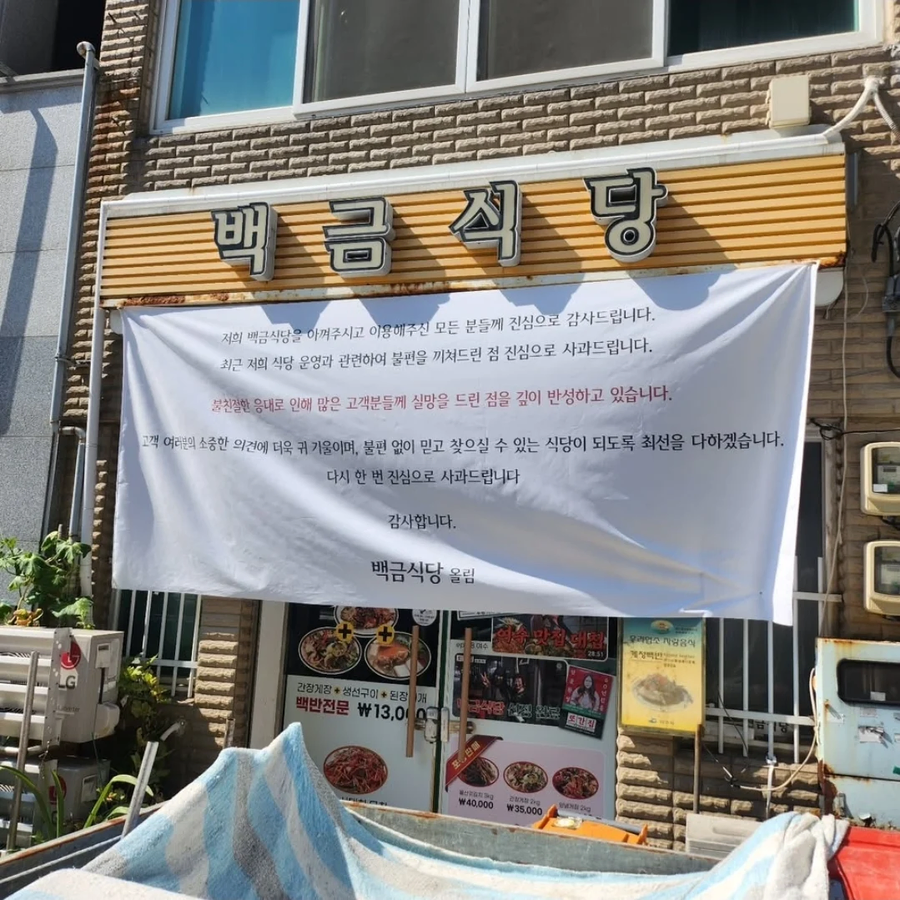 백금식당
저희 백금식당을 아껴주시고 이용해주신 모든 분들께 진심으로 감사드립니다.
최근 저희 식당 운영과 관련하여 불편을 끼쳐드린 점 진심으로 사과드립니다.
불친절한 응대로 인해 많은 고객분들께 실망을 드린 점을 깊이 반성하고 있습니다.
고객 여러분의 소중한 의견에 더욱 귀 기울이며, 불편 없이 믿고 찾으실 수 있는 식당이 되도록 최선을 다하겠습니다.
다시 한 번 진심으로 사과드립니다
감사합니다.
백금식당 올림
LG
간장게장 + 생선구이 + 된장
백반전문 ₩13,0
맛집
28.51
₩40,000
간장게장 2kg
₩35,000